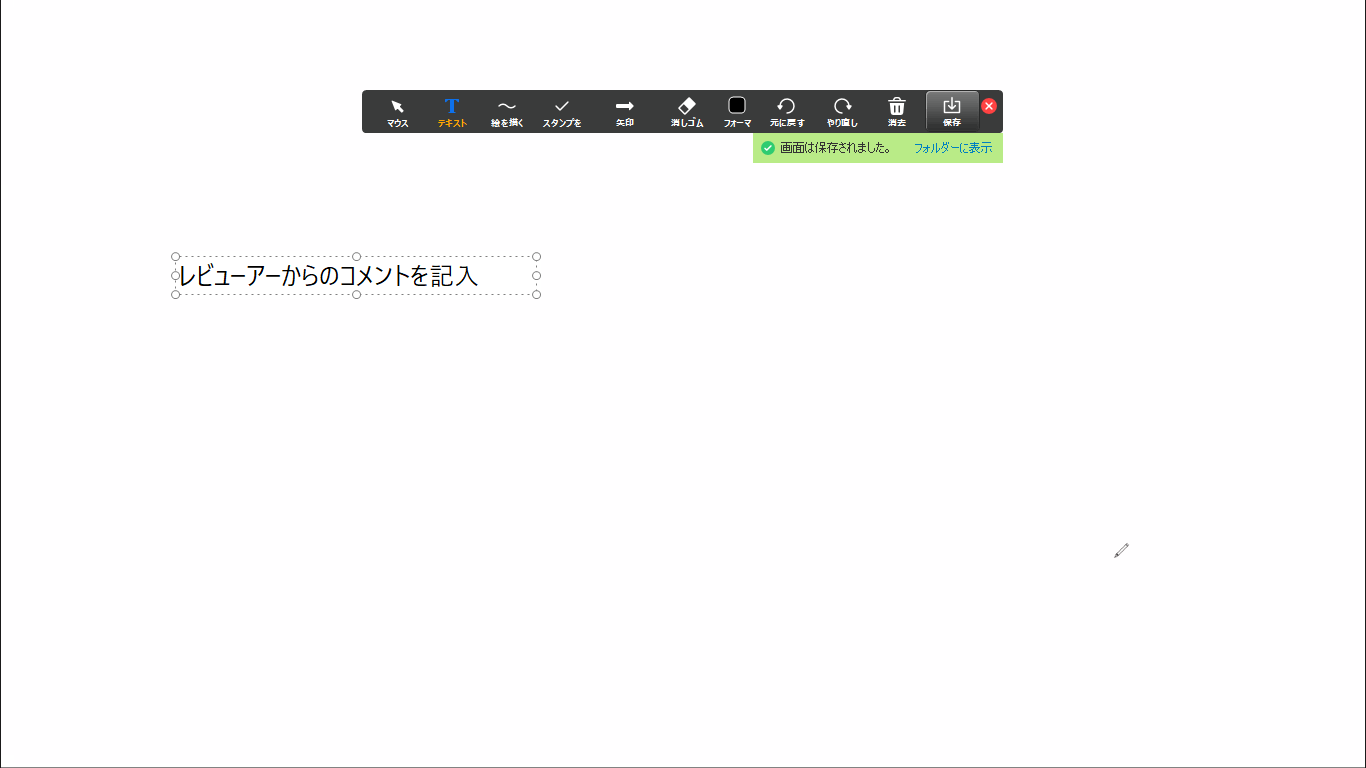 マウス
テキスト
絵を描く
スタンプを
矢印
消しゴム
フォーマ
元に戻す
やり直し
消去
保存
画面は保存されました。 フォルダーに表示
レビューアーからのコメントを記入